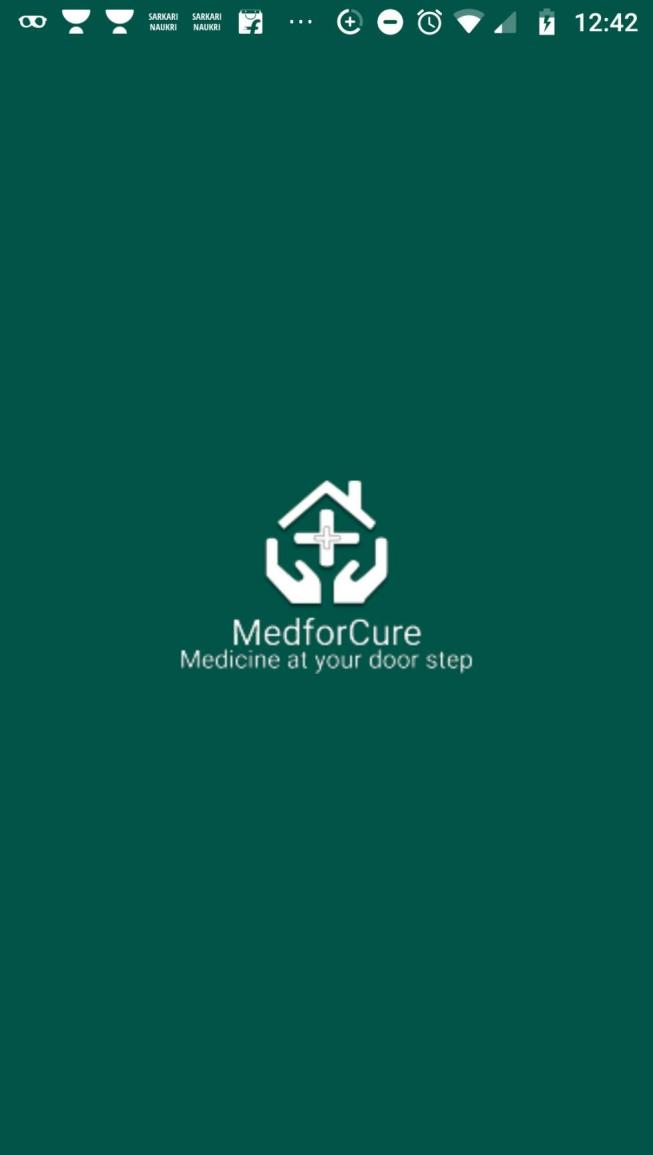 SARKARI NAUKRI SARKARI NAUKRI ... 12:42
MedforCure
Medicine at your door step